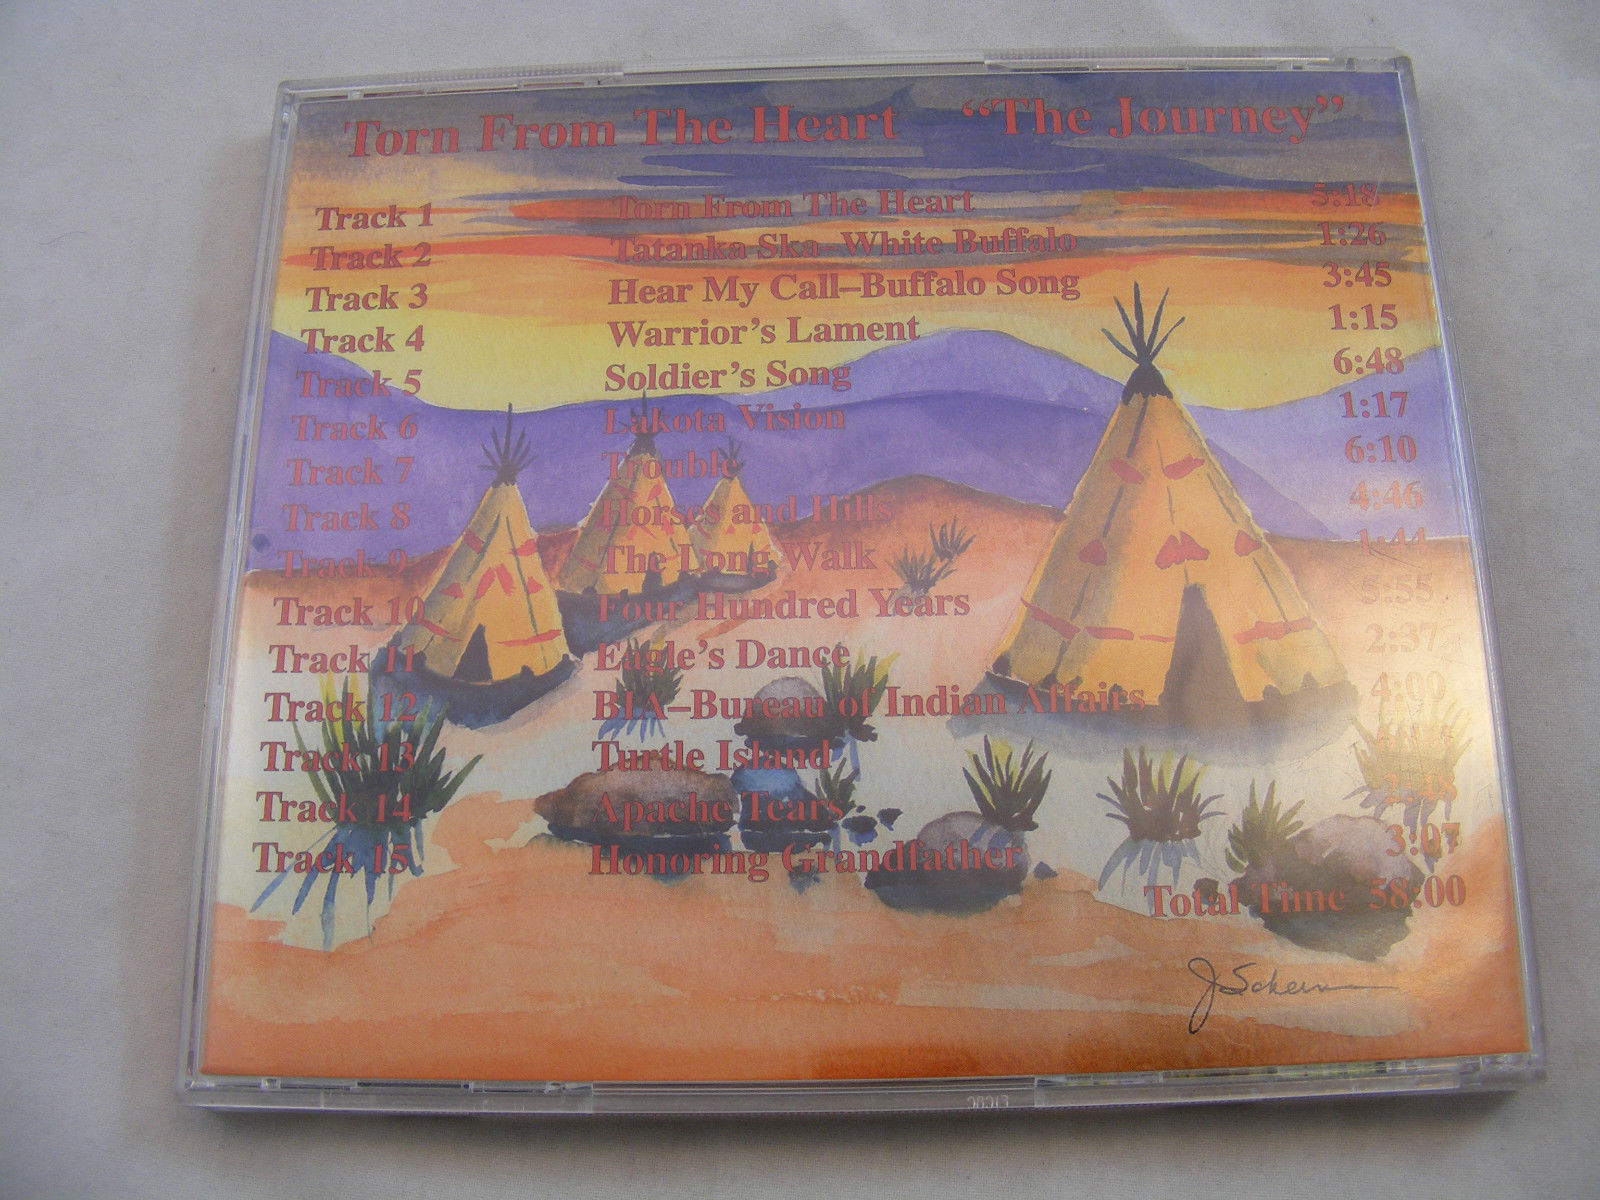 Torn From The Heart “The Journey”
Track 1 Torn From The Heart 5:18
Track 2 Tatanka Ska–White Buffalo 1:26
Track 3 Hear My Call–Buffalo Song 3:45
Track 4 Warrior’s Lament 1:15
Track 5 Soldier’s Song 6:48
Track 6 Lakota Vision 1:17
Track 7 Trouble 6:10
Track 8 Horses and Hills 4:46
Track 9 The Long Walk 1:44
Track 10 Four Hundred Years 5:55
Track 11 Eagle’s Dance 2:37
Track 12 BIA–Bureau of Indian Affairs 4:00
Track 13 Turtle Island
Track 14 Apache Tears
Track 15 Honoring Grandfather 3:07
Total Time 58:00